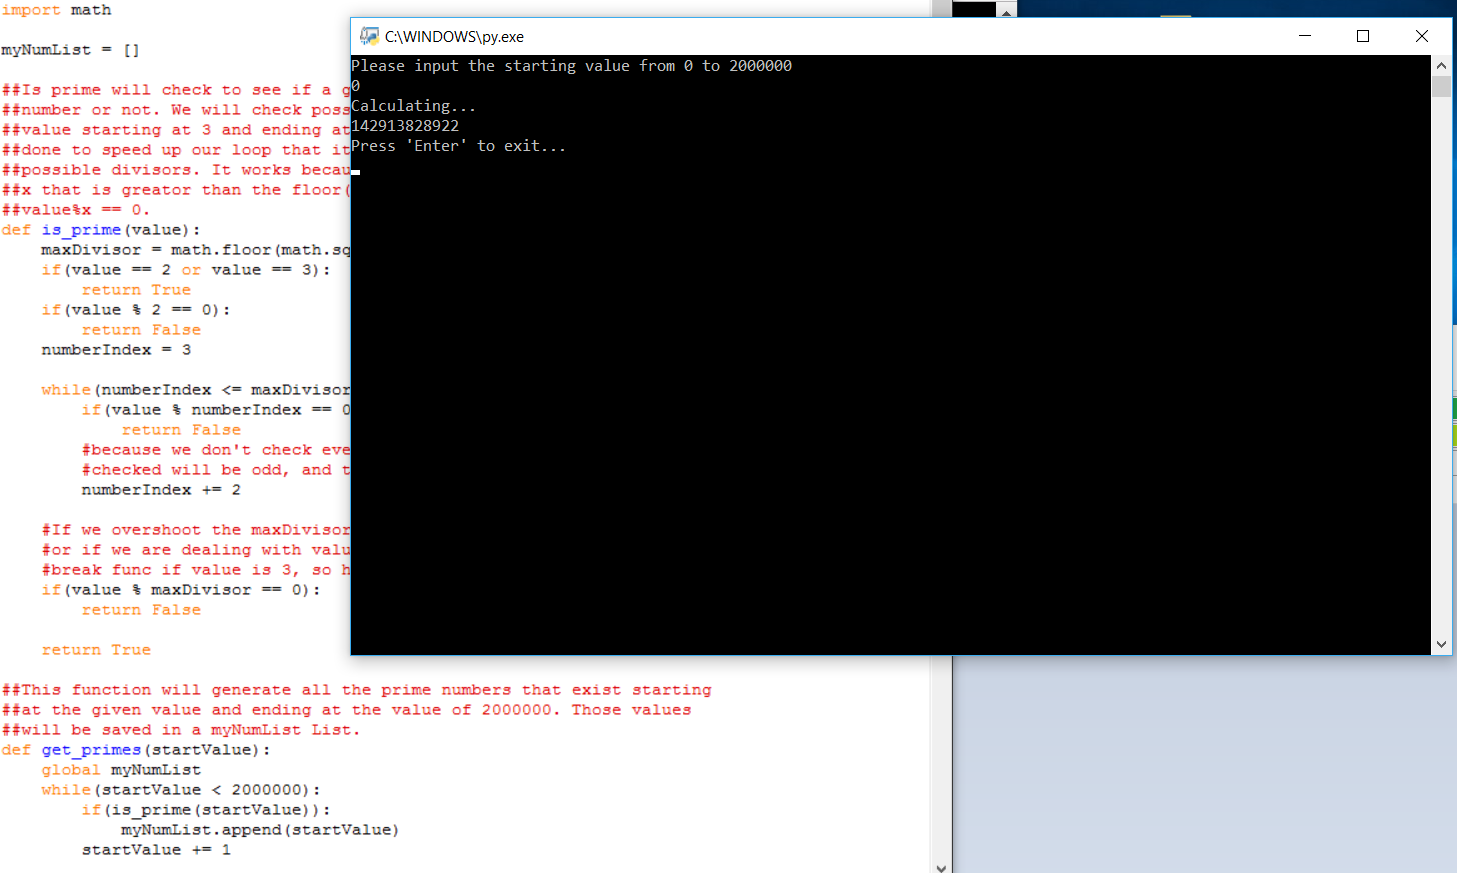 import math
myNumList = []
##Is prime will check to see if a g
##number or not. We will check poss
##value starting at 3 and ending at
##done to speed up our loop that it
##possible divisors. It works becau
##x that is greator than the floor(
##value%x == 0.
def is_prime(value):
maxDivisor = math.floor(math.sq
if(value == 2 or value == 3):
return True
if(value % 2 == 0):
return False
numberIndex = 3
while(numberIndex <= maxDivisor
if(value % numberIndex == 0
return False
#because we don't check eve
#checked will be odd, and t
numberIndex += 2
#If we overshoot the maxDivisor
#or if we are dealing with valu
#break func if value is 3, so h
if(value % maxDivisor == 0):
return False
return True
##This function will generate all the prime numbers that exist starting
##at the given value and ending at the value of 2000000. Those values
##will be saved in a myNumList List.
def get_primes(startValue):
global myNumList
while(startValue < 2000000):
if(is_prime(startValue)):
myNumList.append(startValue)
startValue += 1
C:\WINDOWS\py.exe
Please input the starting value from 0 to 2000000
0
Calculating...
142913828922
Press 'Enter' to exit...